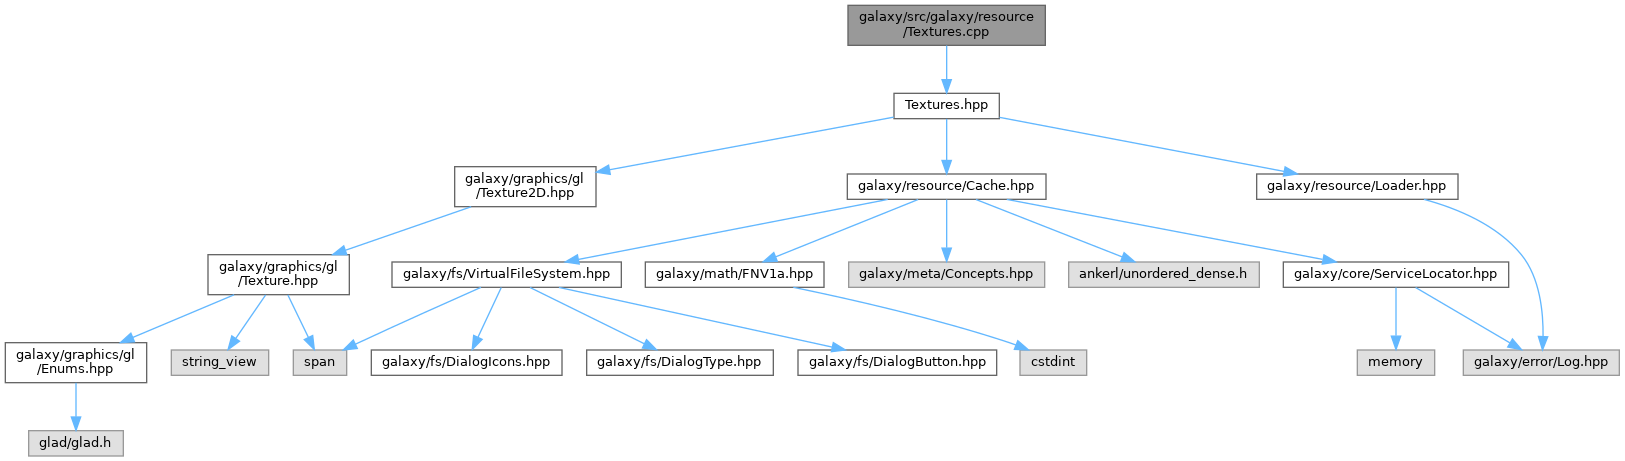 galaxy/src/galaxy/resource
/Textures.cpp
Textures.hpp
galaxy/graphics/gl
/Texture2D.hpp
galaxy/resource/Cache.hpp
galaxy/resource/Loader.hpp
galaxy/graphics/gl
/Texture.hpp
galaxy/fs/VirtualFileSystem.hpp
galaxy/math/FNV1a.hpp
galaxy/meta/Concepts.hpp
ankerl/unordered_dense.h
galaxy/core/ServiceLocator.hpp
galaxy/graphics/gl
/Enums.hpp
string_view
span
galaxy/fs/DialogIcons.hpp
galaxy/fs/DialogType.hpp
galaxy/fs/DialogButton.hpp
cstdint
memory
galaxy/error/Log.hpp
glad/glad.h